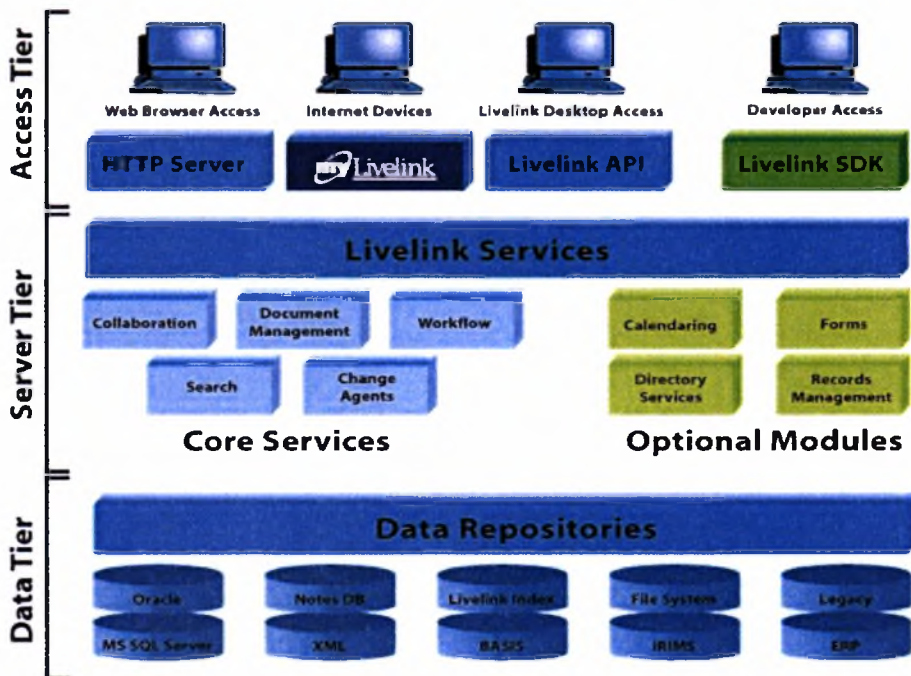 Access Tier
Web Browser Access
Internet Devices
Livelink Desktop Access
Developer Access
HTTP Server
my Livelink
Livelink API
Livelink SDK
Server Tier
Livelink Services
Collaboration
Document
Management
Workflow
Calendaring
Forms
Search
Change
Agents
Directory
Services
Records
Management
Core Services
Optional Modules
Data Tier
Data Repositories
Oracle
Notes DB
Livelink Index
File System
Legacy
MS SQL Server
XML
BASIS
IRIMS
ERP